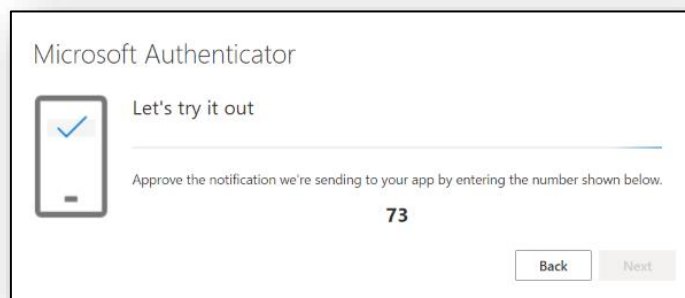 Microsoft Authenticator
Let's try it out
Approve the notification we're sending to your app by entering the number shown below.
73
Back
Next